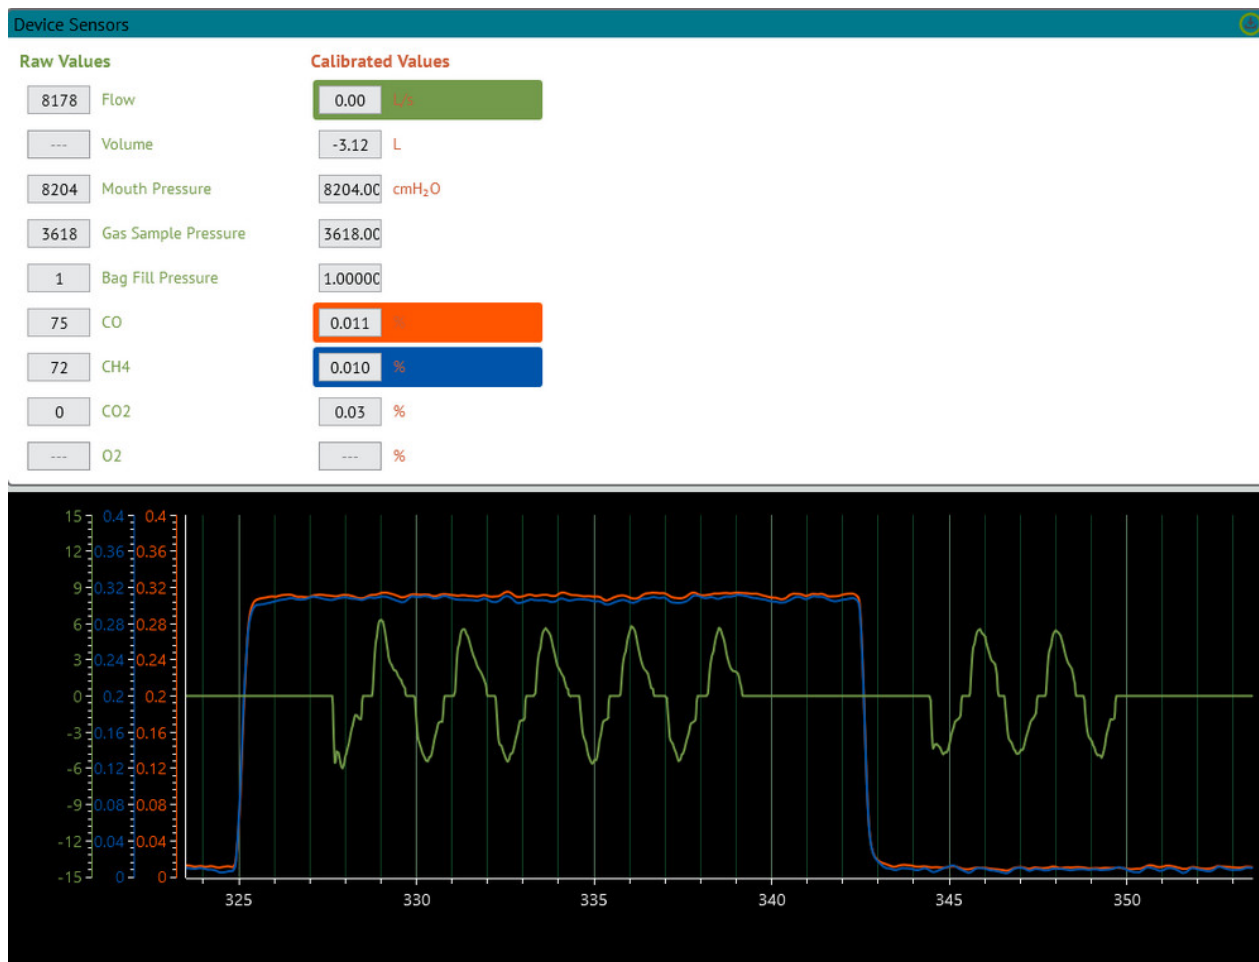 Device Sensors
Raw Values Calibrated Values
8178 Flow 0.00 L/s
--- Volume -3.12 L
8204 Mouth Pressure 8204.00 cmH₂O
3618 Gas Sample Pressure 3618.00
1 Bag Fill Pressure 1.00000
75 CO 0.011 %
72 CH4 0.010 %
0 CO2 0.03 %
--- O2 --- %
15 0.4 0.4
12 0.36 0.36
9 0.32 0.32
6 0.28 0.28
3 0.24 0.24
0 0.2 0.2
-3 0.16 0.16
-6 0.12 0.12
-9 0.08 0.08
-12 0.04 0.04
-15 0 0
325 330 335 340 345 350